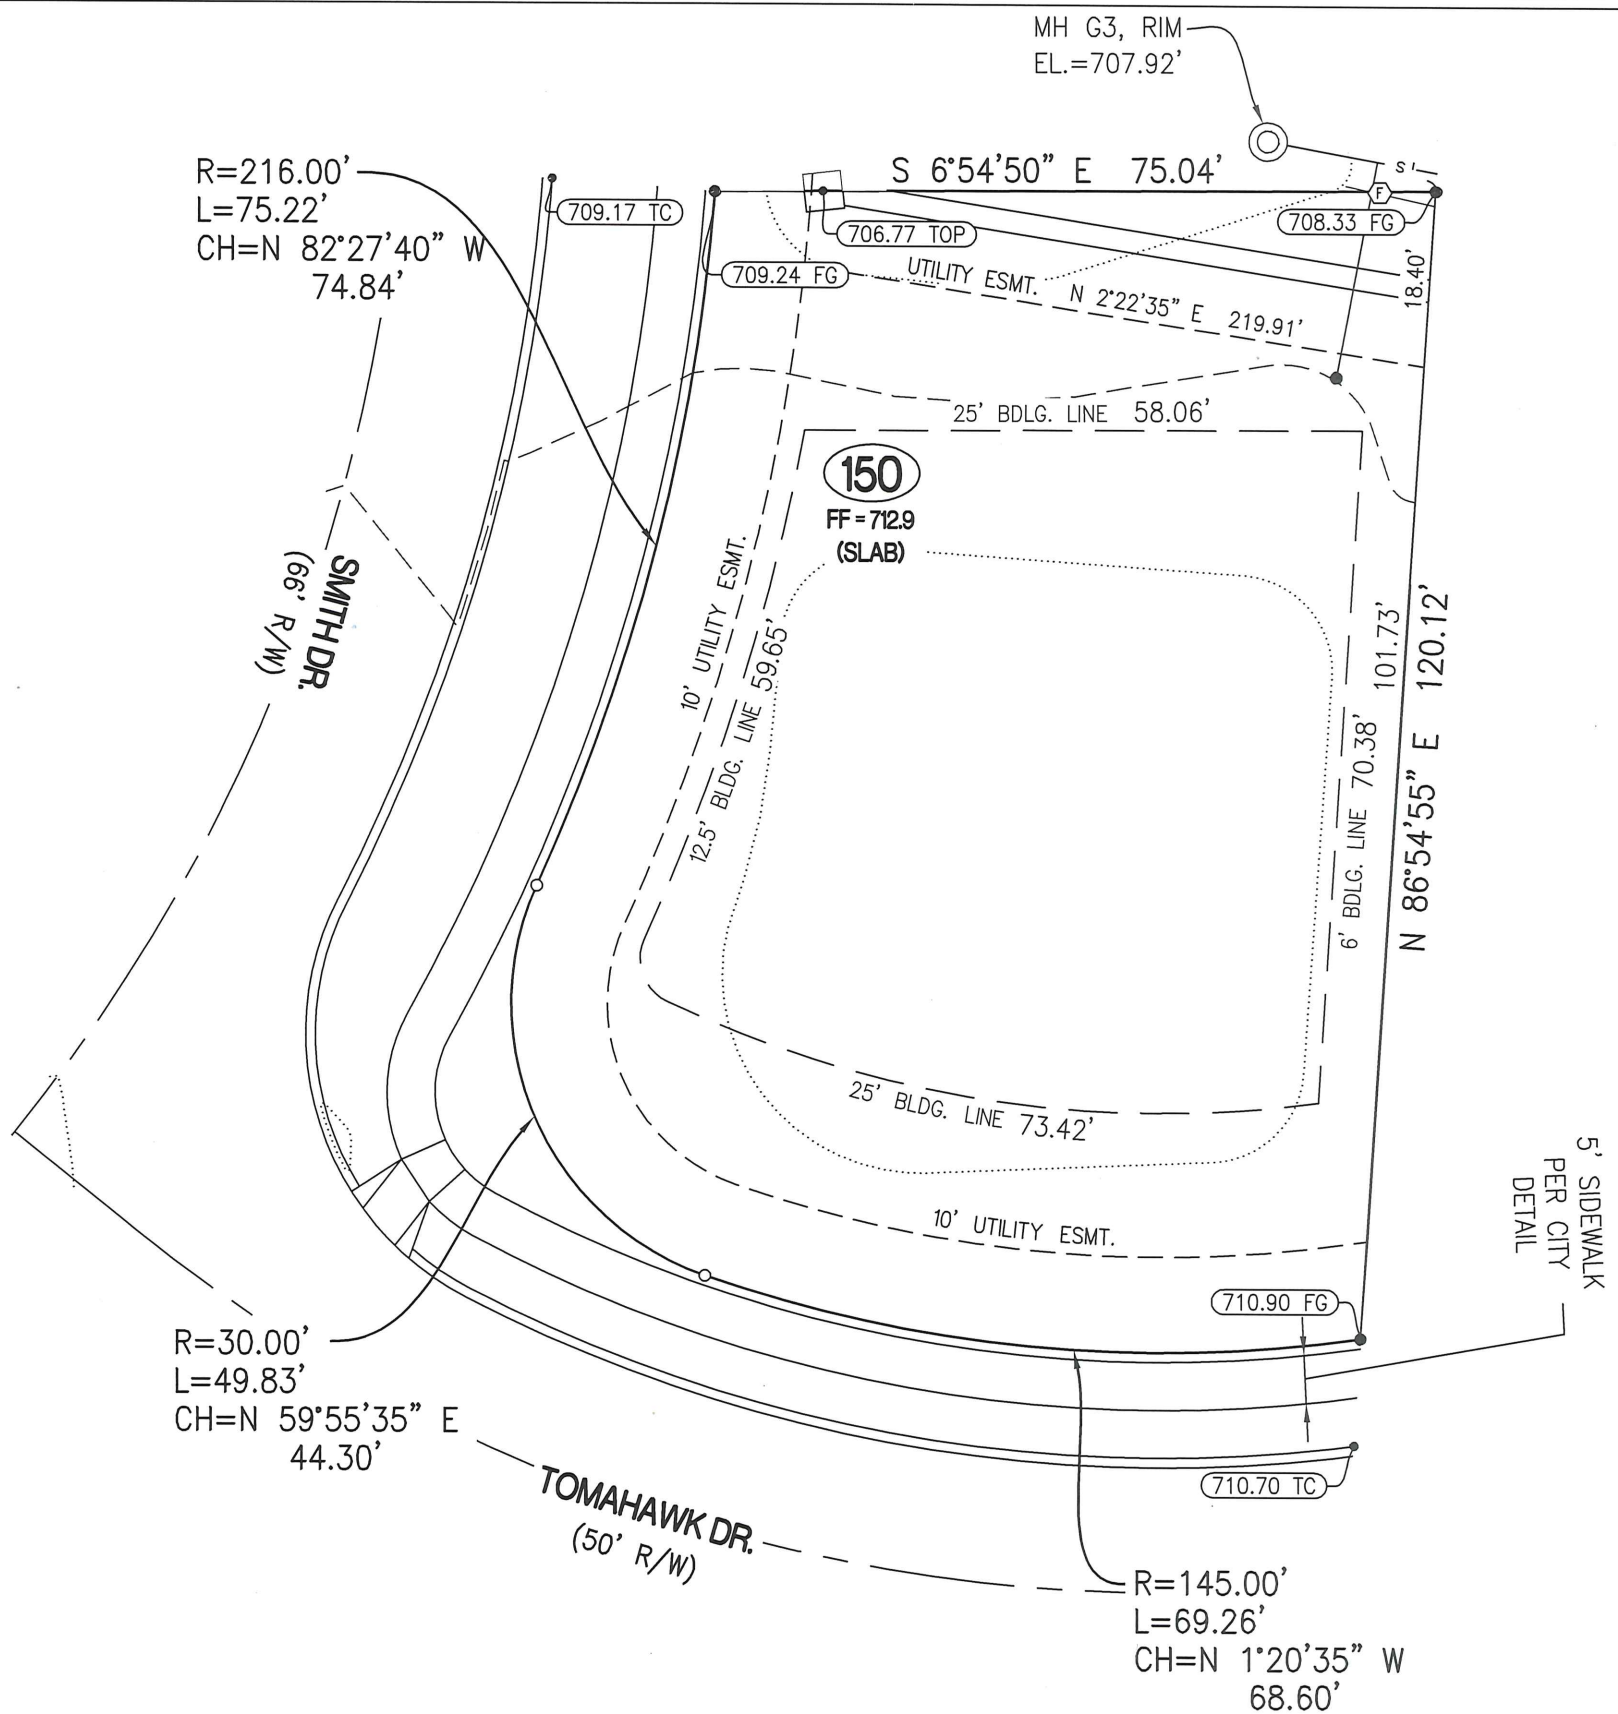 MH G3, RIM
EL.=707.92'
R=216.00'
L=75.22'
CH=N 82°27'40" W
74.84'
S 6°54'50" E 75.04'
S
F
709.17 TC
706.77 TOP
708.33 FG
709.24 FG
UTILITY ESMT. N 2°22'35" E 219.91'
18.40'
25' BDLG. LINE 58.06'
150
FF = 712.9
(SLAB)
SMITH DR.
(66' R/W)
10' UTILITY ESMT.
12.5' BLDG. LINE 59.65'
6' BDLG. LINE 70.38'
101.73'
N 86°54'55" E 120.12'
25' BLDG. LINE 73.42'
10' UTILITY ESMT.
5' SIDEWALK
PER CITY
DETAIL
710.90 FG
R=30.00'
L=49.83'
CH=N 59°55'35" E
44.30'
TOMAHAWK DR.
(50' R/W)
710.70 TC
R=145.00'
L=69.26'
CH=N 1°20'35" W
68.60'